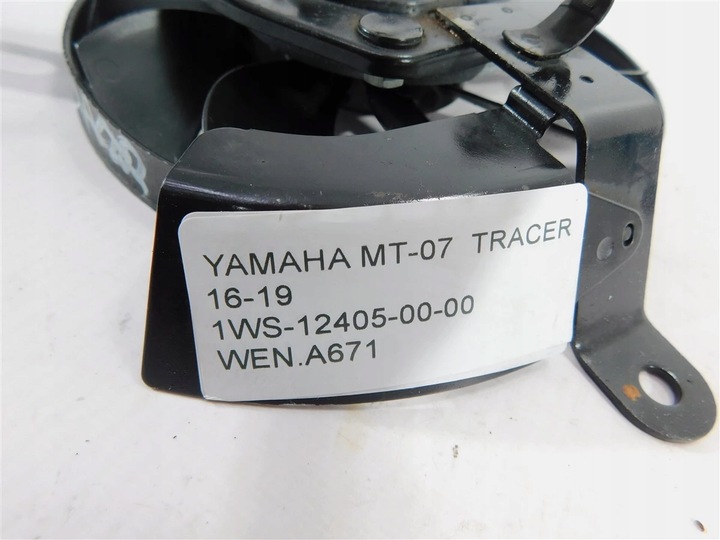 YAMAHA MT-07 TRACER
16-19
1WS-12405-00-00
WEN.A671